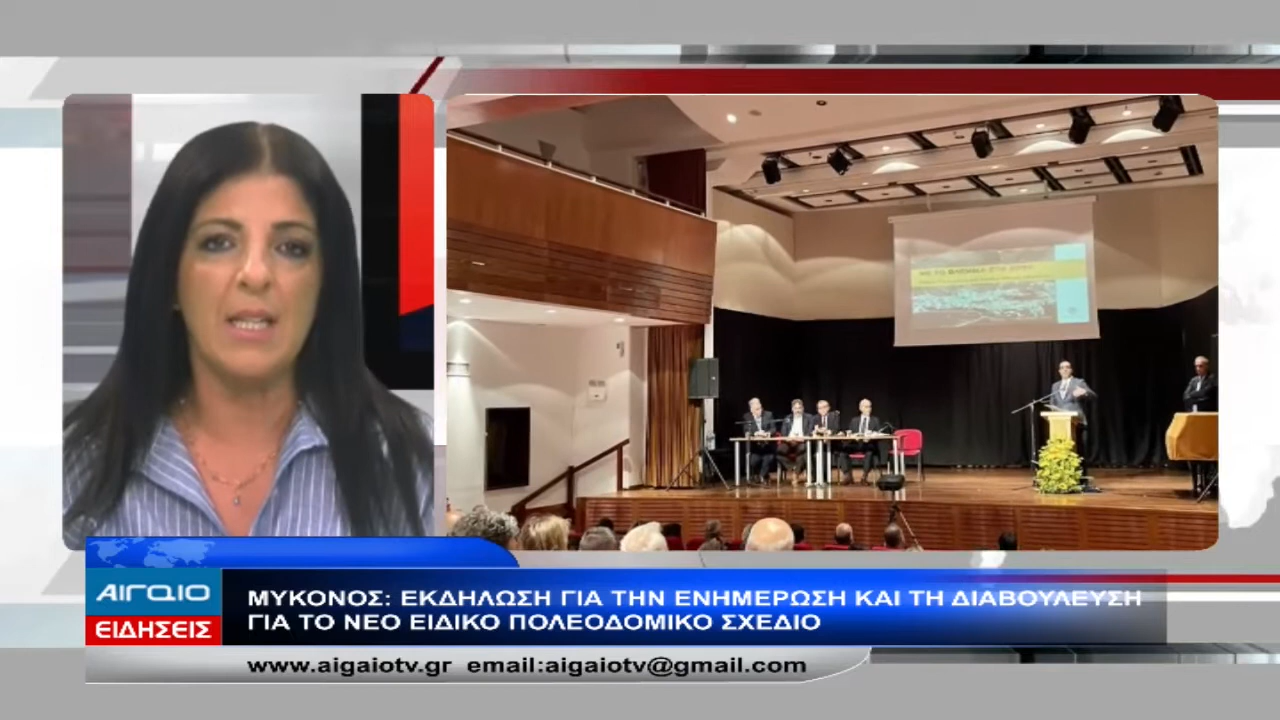 ΑΙΓΑΙΟ
ΕΙΔΗΣΕΙΣ
ΜΥΚΟΝΟΣ: ΕΚΔΗΛΩΣΗ ΓΙΑ ΤΗΝ ΕΝΗΜΕΡΩΣΗ ΚΑΙ ΤΗ ΔΙΑΒΟΥΛΕΥΣΗ
ΓΙΑ ΤΟ ΝΕΟ ΕΙΔΙΚΟ ΠΟΛΕΟΔΟΜΙΚΟ ΣΧΕΔΙΟ
www.aigaiotv.gr email:aigaiotv@gmail.com